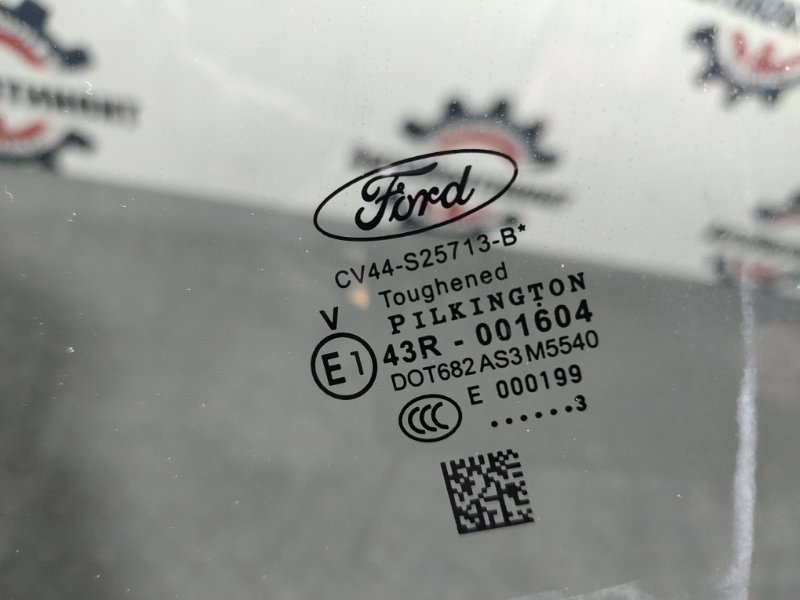 Ford
CV44-S25713-B*
Toughened
PILKINGTON
V
E1 43R - 001604
DOT682 AS3 M5540
CCC E 000199
......3